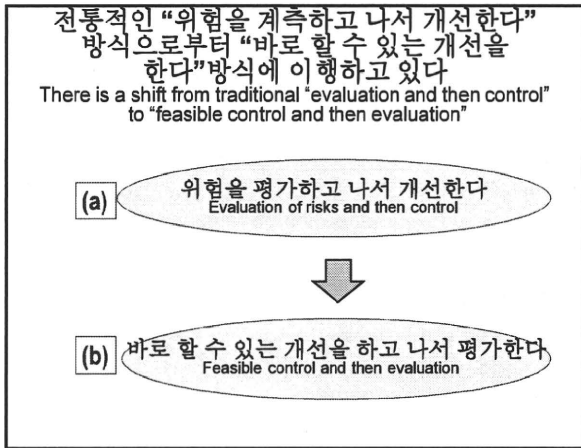 전통적인 “위험을 계측하고 나서 개선한다”
방식으로부터 “바로 할 수 있는 개선을
한다”방식에 이행하고 있다
There is a shift from traditional “evaluation and then control”
to “feasible control and then evaluation”
(a)
위험을 평가하고 나서 개선한다
Evaluation of risks and then control
(b)
바로 할 수 있는 개선을 하고 나서 평가한다
Feasible control and then evaluation